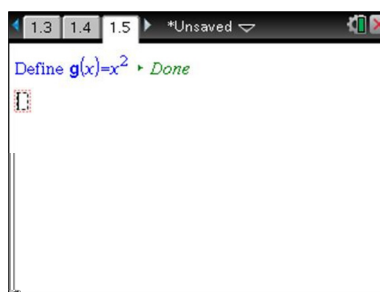 1.3 1.4 1.5 *Unsaved
Define g(x)=x² ▸ Done